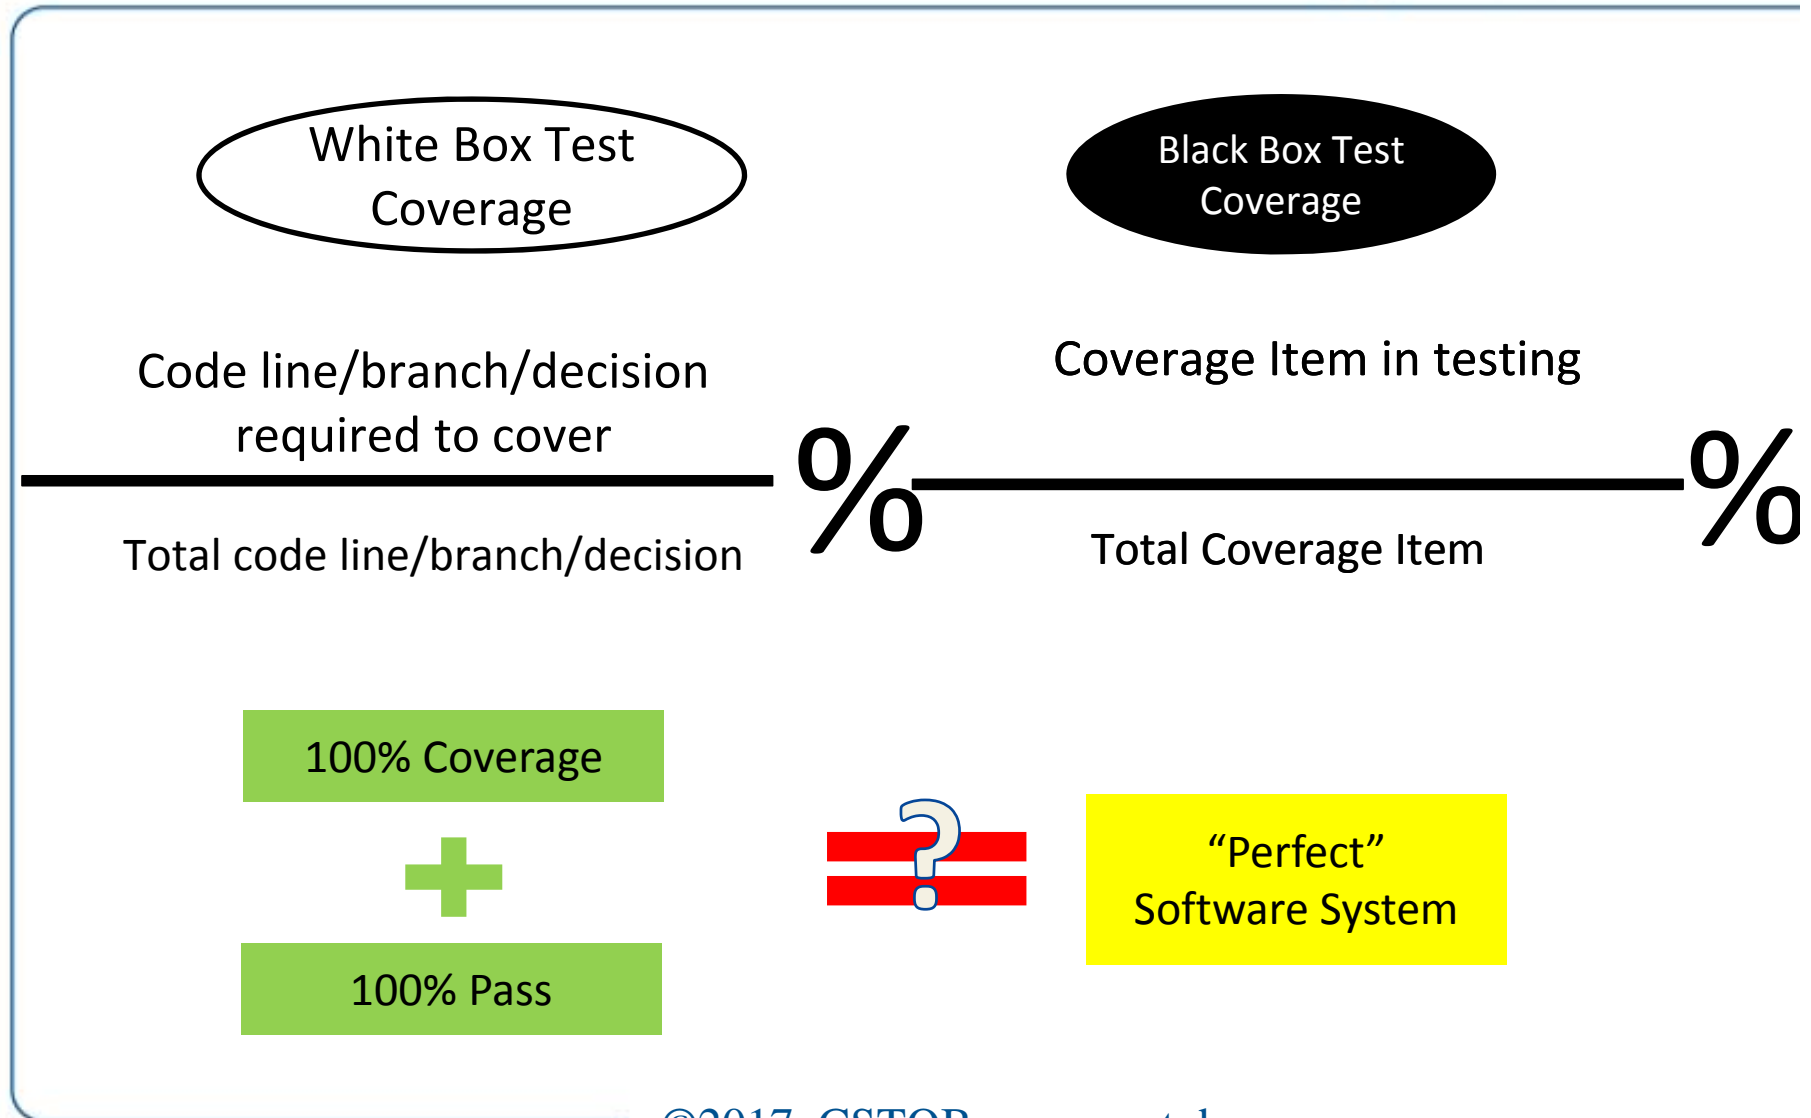 White Box Test
Coverage
Black Box Test
Coverage
Code line/branch/decision
required to cover
Total code line/branch/decision
%
Coverage Item in testing
Total Coverage Item
%
100% Coverage
100% Pass
?
“Perfect”
Software System
©2017